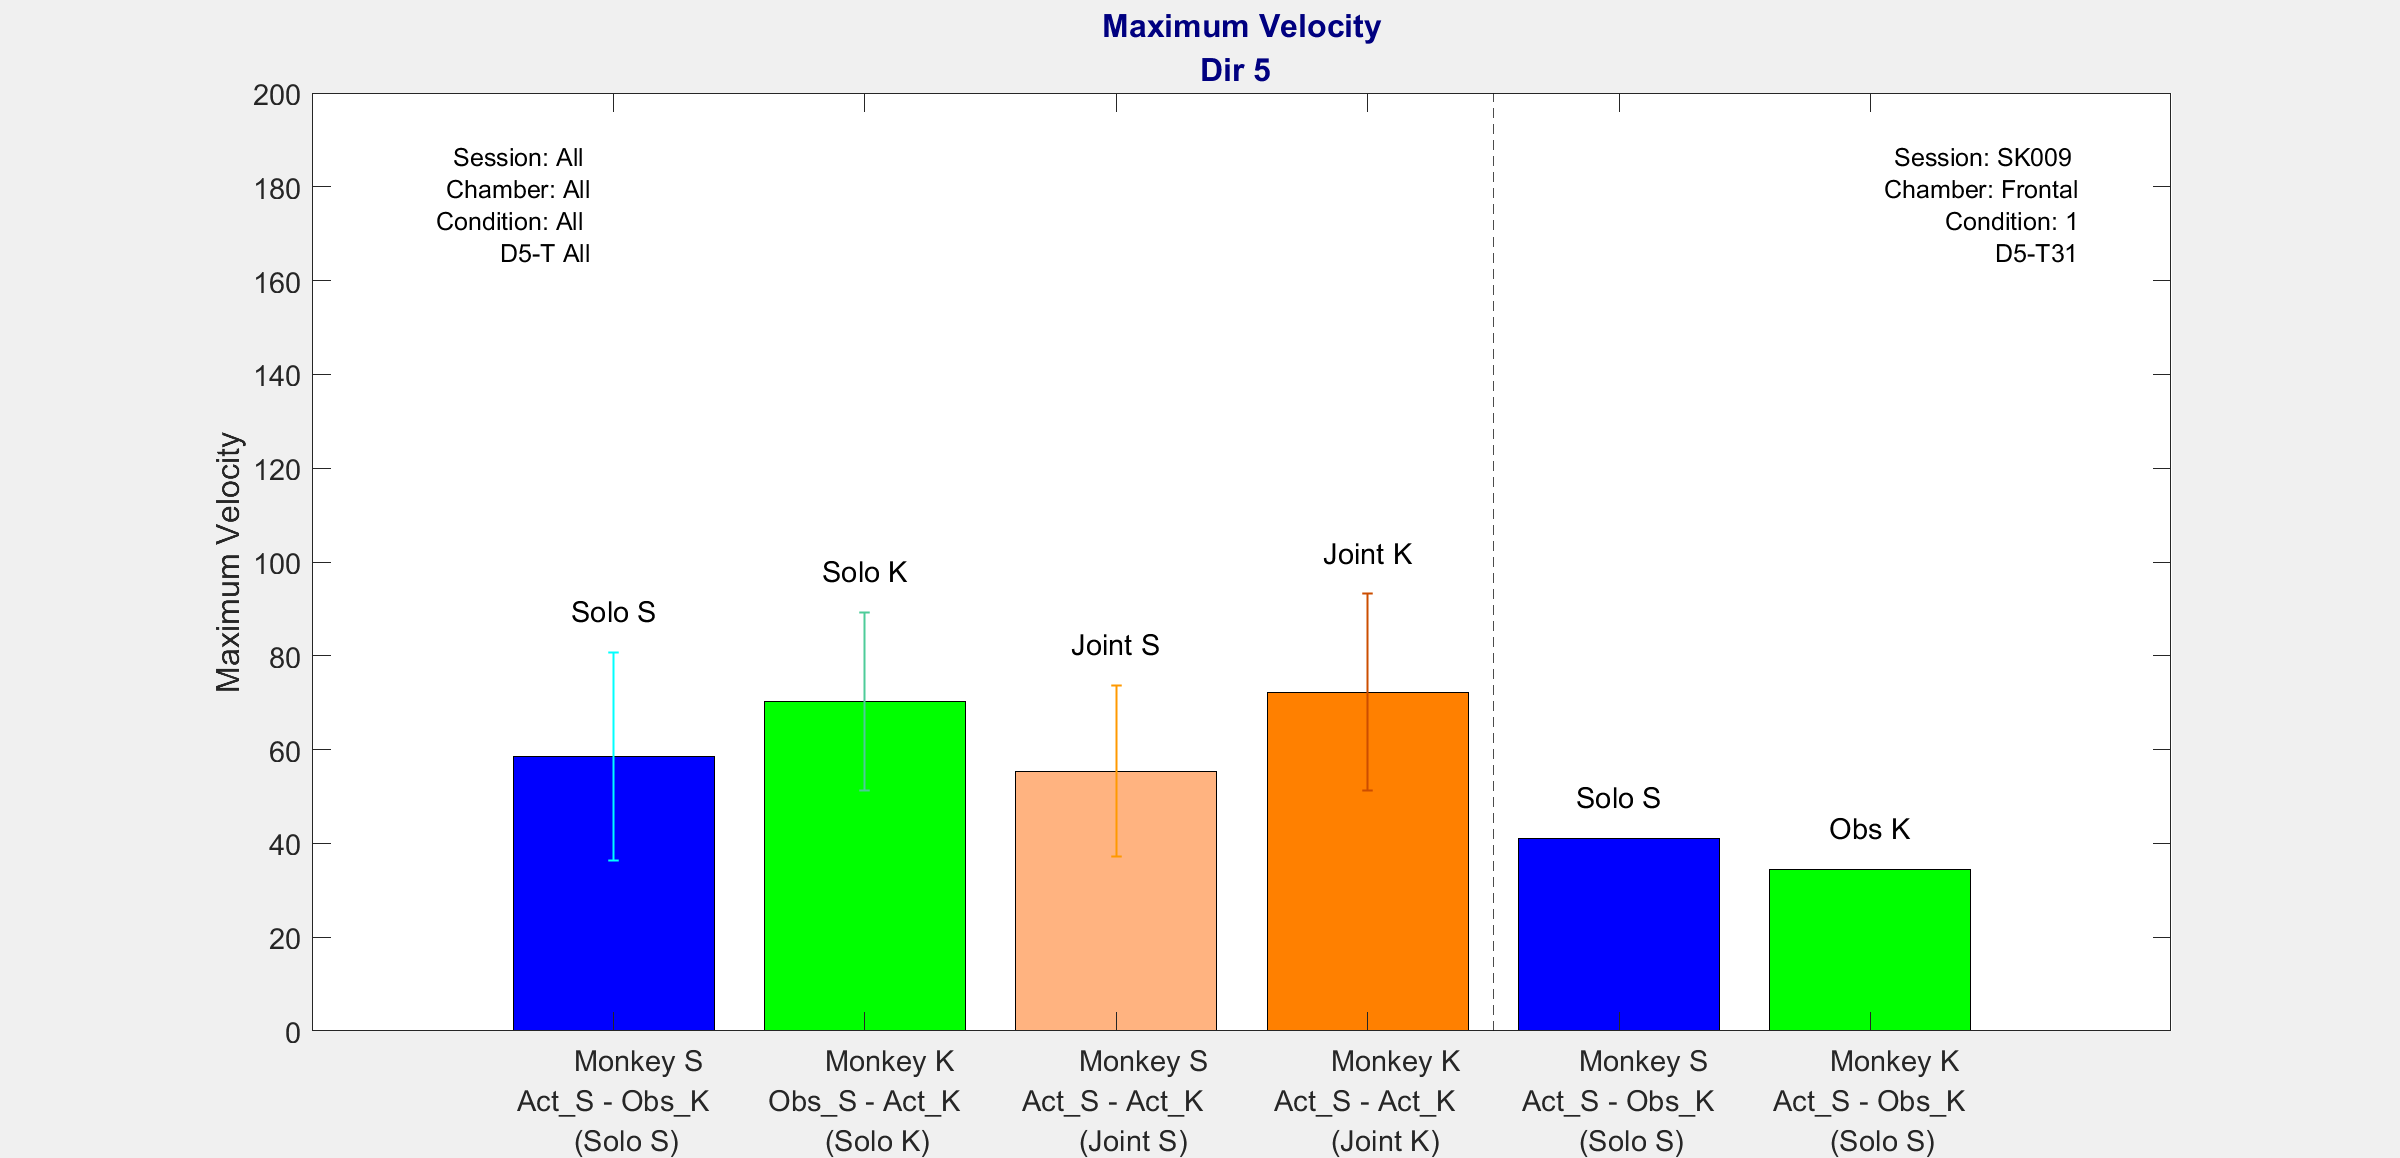 Maximum Velocity
Dir 5
Session: All
Chamber: All
Condition: All
D5-T All
Session: SK009
Chamber: Frontal
Condition: 1
D5-T31
Maximum Velocity
200
180
160
140
120
100
80
60
40
20
0
Solo S
Solo K
Joint S
Joint K
Solo S
Obs K
Monkey S
Act_S - Obs_K
(Solo S)
Monkey K
Obs_S - Act_K
(Solo K)
Monkey S
Act_S - Act_K
(Joint S)
Monkey K
Act_S - Act_K
(Joint K)
Monkey S
Act_S - Obs_K
(Solo S)
Monkey K
Act_S - Obs_K
(Solo S)